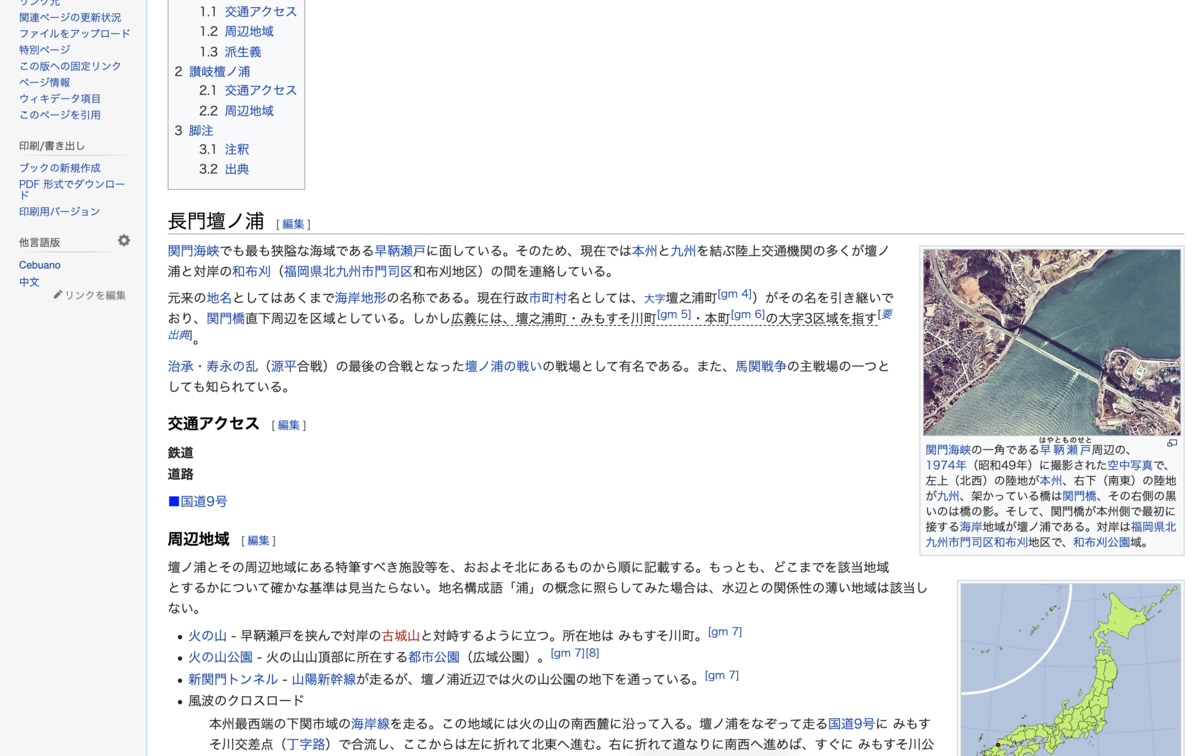 リンク元
関連ページの更新状況
ファイルをアップロード
特別ページ
この版への固定リンク
ページ情報
ウィキデータ項目
このページを引用
印刷/書き出し
ブックの新規作成
PDF 形式でダウンロー
ド
印刷用バージョン
他言語版
Cebuano
中文
リンクを編集
1.1 交通アクセス
1.2 周辺地域
1.3 派生義
2 讃岐檀ノ浦
2.1 交通アクセス
2.2 周辺地域
3 脚注
3.1 注釈
3.2 出典
長門壇ノ浦 [編集]
関門海峡でも最も狭隘な海域である早鞆瀬戸に面している。そのため、現在では本州と九州を結ぶ陸上交通機関の多くが壇ノ
浦と対岸の和布刈（福岡県北九州市門司区和布刈地区）の間を連絡している。
元来の地名としてはあくまで海岸地形の名称である。現在行政市町村名としては、大字壇之浦町[gm 4]）がその名を引き継いで
おり、関門橋直下周辺を区域としている。しかし広義には、壇之浦町・みもすそ川町[gm 5]・本町[gm 6]の大字3区域を指す[要
出典]。
治承・寿永の乱（源平合戦）の最後の合戦となった壇ノ浦の戦いの戦場として有名である。また、馬関戦争の主戦場の一つと
しても知られている。
交通アクセス [編集]
鉄道
道路
■国道9号
周辺地域 [編集]
壇ノ浦とその周辺地域にある特筆すべき施設等を、おおよそ北にあるものから順に記載する。もっとも、どこまでを該当地域
とするかについて確かな基準は見当たらない。地名構成語「浦」の概念に照らしてみた場合は、水辺との関係性の薄い地域は該当し
ない。
• 火の山 - 早鞆瀬戸を挟んで対岸の古城山と対峙するように立つ。所在地は みもすそ川町。[gm 7]
• 火の山公園 - 火の山山頂部に所在する都市公園（広域公園）。[gm 7][8]
• 新関門トンネル - 山陽新幹線が走るが、壇ノ浦近辺では火の山公園の地下を通っている。[gm 7]
• 風波のクロスロード
本州最西端の下関市域の海岸線を走る。この地域には火の山の南西麓に沿って入る。壇ノ浦をなぞって走る国道9号に みもす
そ川交差点（丁字路）で合流し、ここからは左に折れて北東へ進む。右に折れて道なりに南西へ進めば、すぐに みもすそ川公
はやとものせと
関門海峡の一角である早鞆瀬戸周辺の、
1974年（昭和49年）に撮影された空中写真で、
左上（北西）の陸地が本州、右下（南東）の陸地
が九州、架かっている橋は関門橋、その右側の黒
いのは橋の影。そして、関門橋が本州側で最初に
接する海岸地域が壇ノ浦である。対岸は福岡県北
九州市門司区和布刈地区で、和布刈公園域。